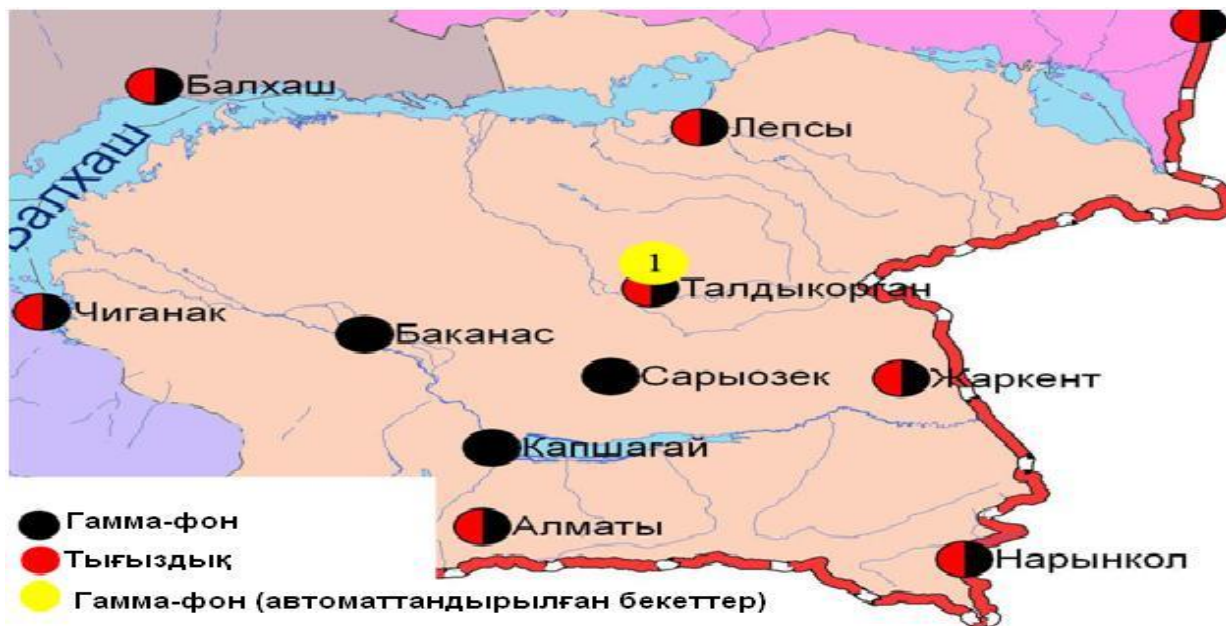 Балхаш
Лепсы
Балхаш
1
Талдыкорган
Чиганак
Баканас
Сарыозек
Жаркент
Капшагай
Алматы
Нарынкол
Гамма-фон
Тығыздық
Гамма-фон (автоматтандырылған бекеттер)